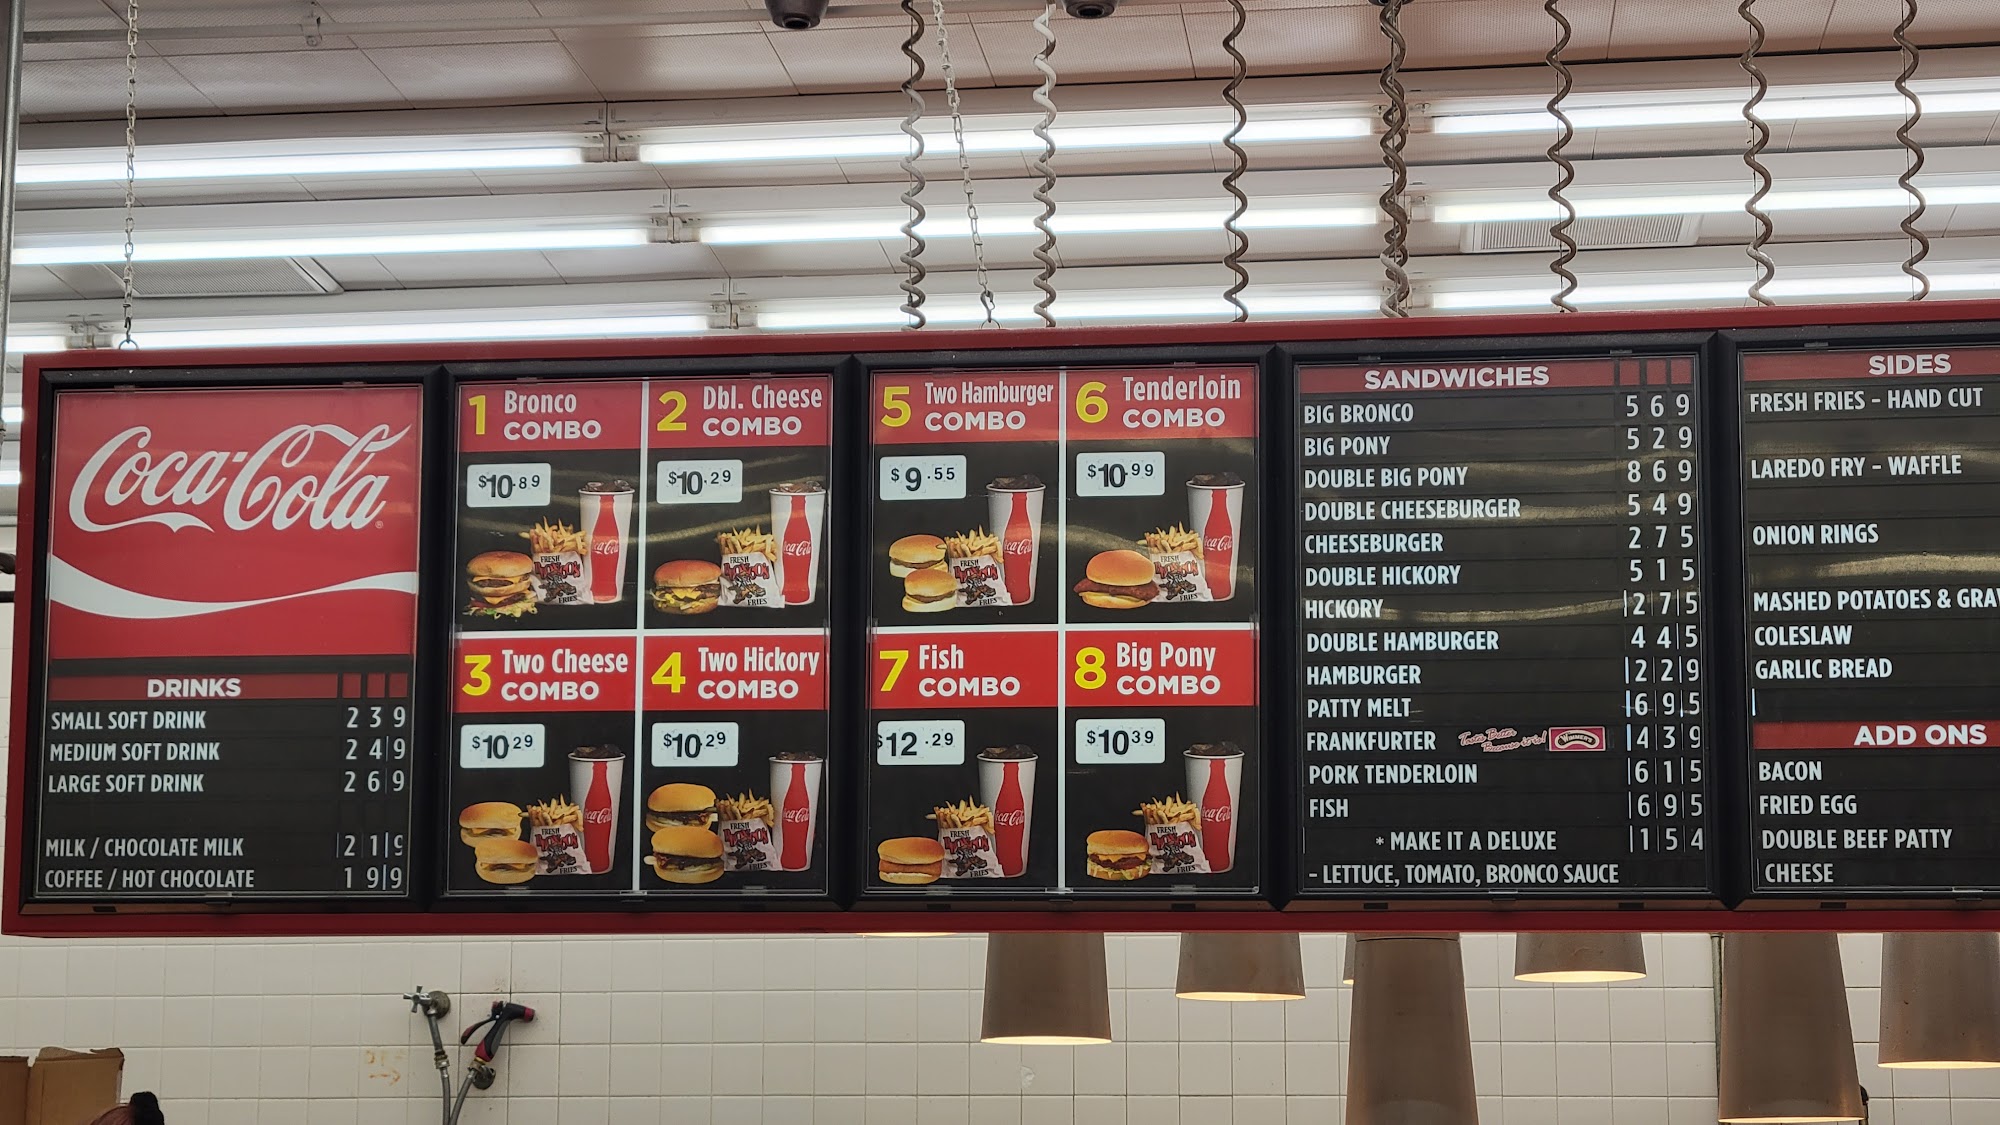 Coca-Cola
DRINKS
SMALL SOFT DRINK 2 3 9
MEDIUM SOFT DRINK 2 4 9
LARGE SOFT DRINK 2 6 9
MILK / CHOCOLATE MILK 2 1 9
COFFEE / HOT CHOCOLATE 1 9 9
1 Bronco COMBO
$10.89
2 Dbl. Cheese COMBO
$10.29
3 Two Cheese COMBO
$10.29
4 Two Hickory COMBO
$10.29
5 Two Hamburger COMBO
$9.55
6 Tenderloin COMBO
$10.99
7 Fish COMBO
$12.29
8 Big Pony COMBO
$10.39
SANDWICHES
BIG BRONCO 5 6 9
BIG PONY 5 2 9
DOUBLE BIG PONY 8 6 9
DOUBLE CHEESEBURGER 5 4 9
CHEESEBURGER 2 7 5
DOUBLE HICKORY 5 1 5
HICKORY 2 7 5
DOUBLE HAMBURGER 4 4 5
HAMBURGER 2 2 9
PATTY MELT 6 9 5
FRANKFURTER Tastes Better Because it is! WIMMER'S 4 3 9
PORK TENDERLOIN 6 1 5
FISH 6 9 5
* MAKE IT A DELUXE 1 5 4
- LETTUCE, TOMATO, BRONCO SAUCE
SIDES
FRESH FRIES - HAND CUT
LAREDO FRY - WAFFLE
ONION RINGS
MASHED POTATOES & GRA
COLESLAW
GARLIC BREAD
ADD ONS
BACON
FRIED EGG
DOUBLE BEEF PATTY
CHEESE